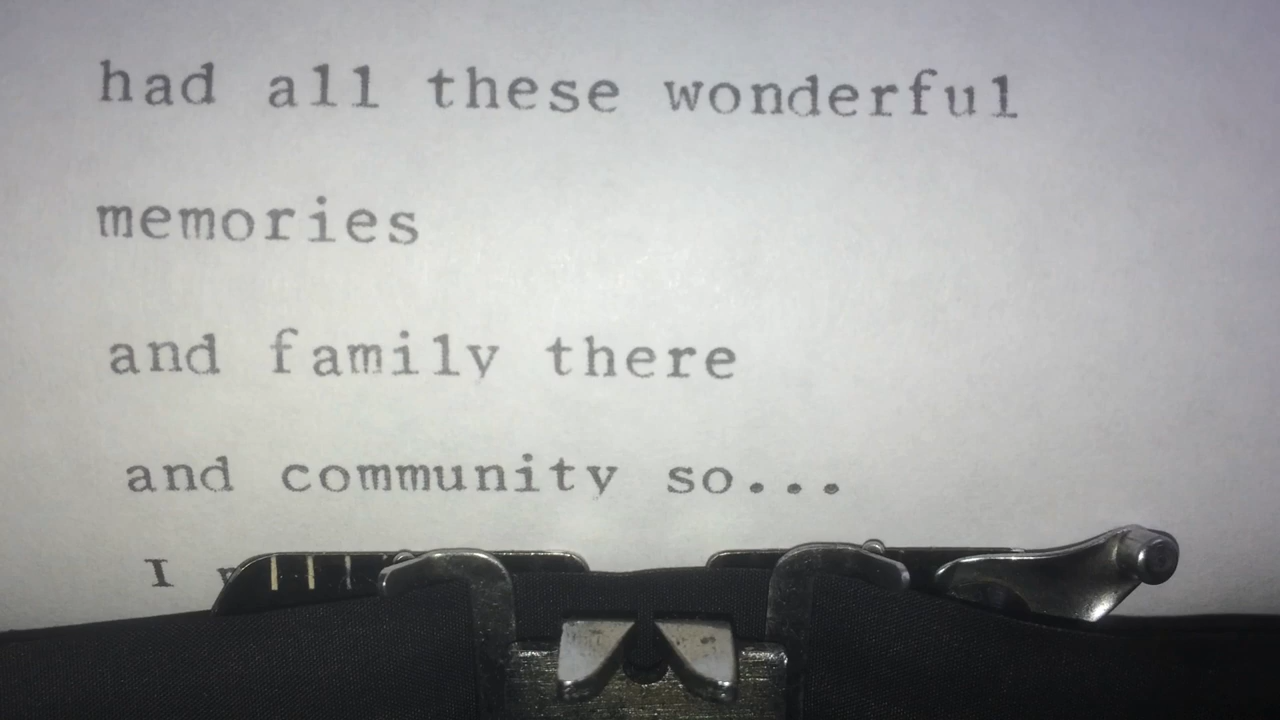 had all these wonderful
memories
and family there
and community so...
I